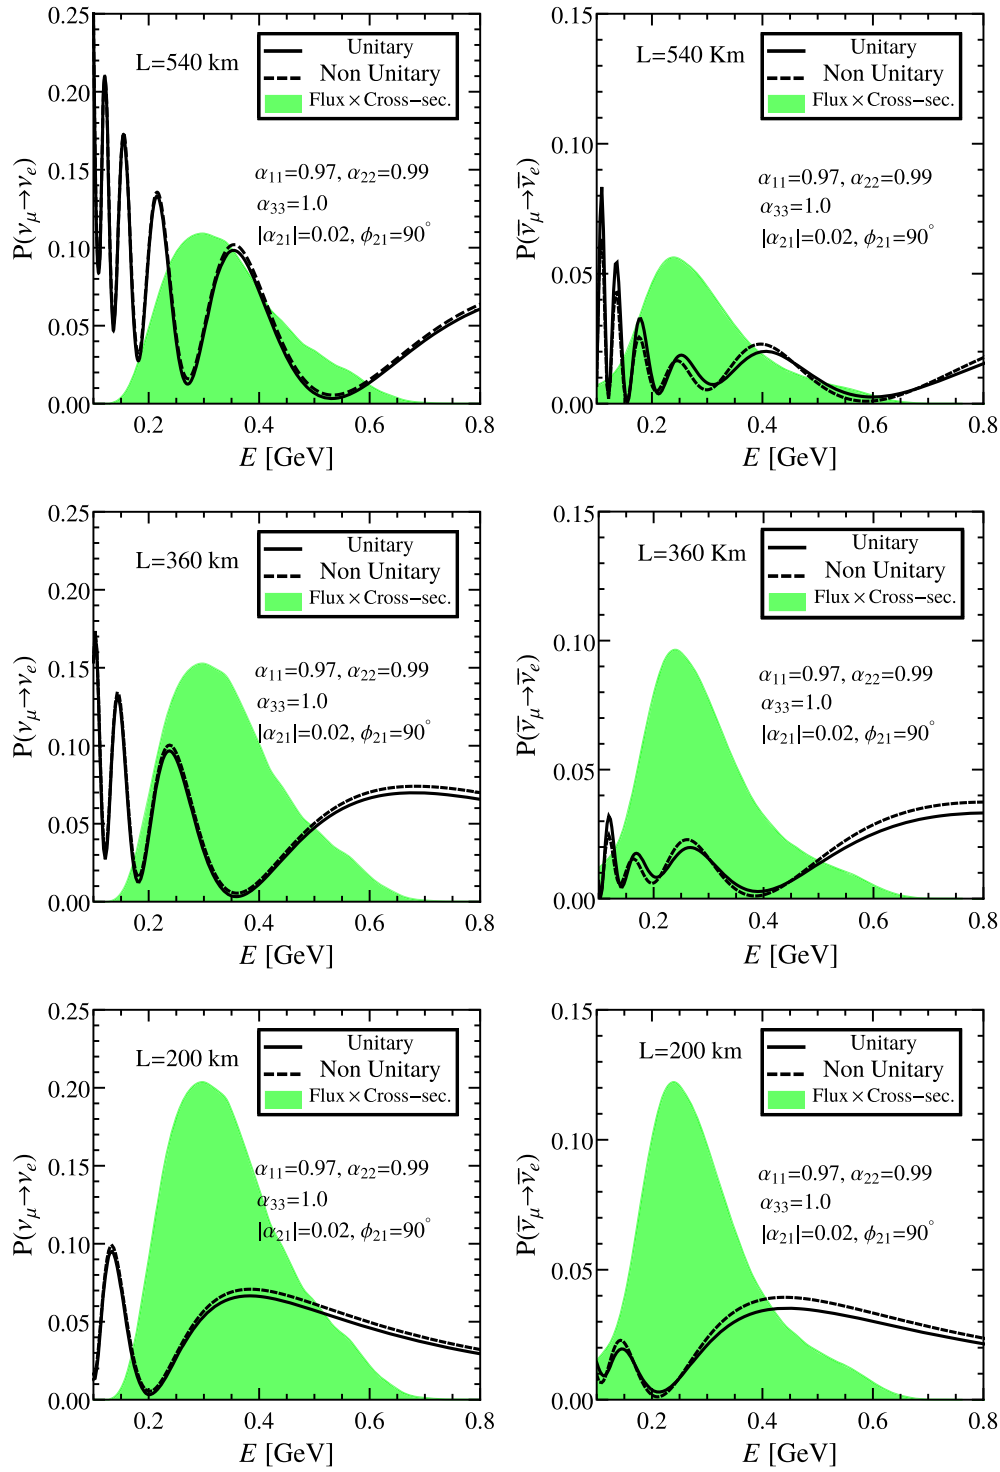 L=540 km
Unitary
Non Unitary
Flux×Cross−sec.
α₁₁=0.97, α₂₂=0.99
α₃₃=1.0
|α₂₁|=0.02, ϕ₂₁=90°
P(ν_μ→ν_e)
0.25
0.20
0.15
0.10
0.05
0.00
0.2 0.4 0.6 0.8
E [GeV]
L=540 Km
Unitary
Non Unitary
Flux×Cross−sec.
α₁₁=0.97, α₂₂=0.99
α₃₃=1.0
|α₂₁|=0.02, ϕ₂₁=90°
P(ν̅_μ→ν̅_e)
0.15
0.10
0.05
0.00
0.2 0.4 0.6 0.8
E [GeV]
L=360 km
Unitary
Non Unitary
Flux×Cross−sec.
α₁₁=0.97, α₂₂=0.99
α₃₃=1.0
|α₂₁|=0.02, ϕ₂₁=90°
P(ν_μ→ν_e)
0.25
0.20
0.15
0.10
0.05
0.00
0.2 0.4 0.6 0.8
E [GeV]
L=360 Km
Unitary
Non Unitary
Flux×Cross−sec.
α₁₁=0.97, α₂₂=0.99
α₃₃=1.0
|α₂₁|=0.02, ϕ₂₁=90°
P(ν̅_μ→ν̅_e)
0.15
0.10
0.05
0.00
0.2 0.4 0.6 0.8
E [GeV]
L=200 km
Unitary
Non Unitary
Flux×Cross−sec.
α₁₁=0.97, α₂₂=0.99
α₃₃=1.0
|α₂₁|=0.02, ϕ₂₁=90°
P(ν_μ→ν_e)
0.25
0.20
0.15
0.10
0.05
0.00
0.2 0.4 0.6 0.8
E [GeV]
L=200 km
Unitary
Non Unitary
Flux×Cross−sec.
α₁₁=0.97, α₂₂=0.99
α₃₃=1.0
|α₂₁|=0.02, ϕ₂₁=90°
P(ν̅_μ→ν̅_e)
0.15
0.10
0.05
0.00
0.2 0.4 0.6 0.8
E [GeV]